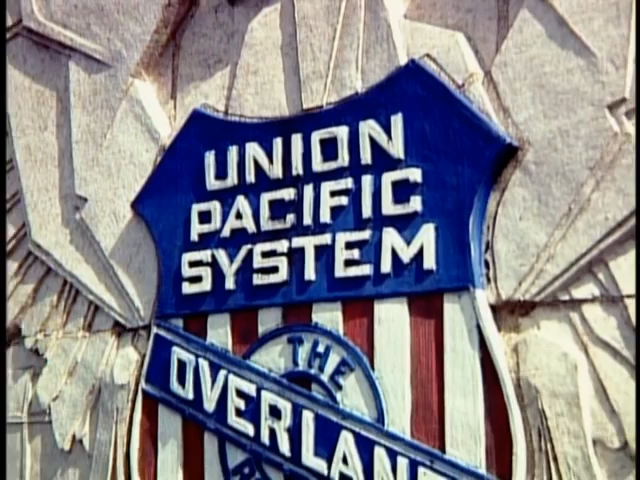 UNION
PACIFIC
SYSTEM
THE
OVERLAN